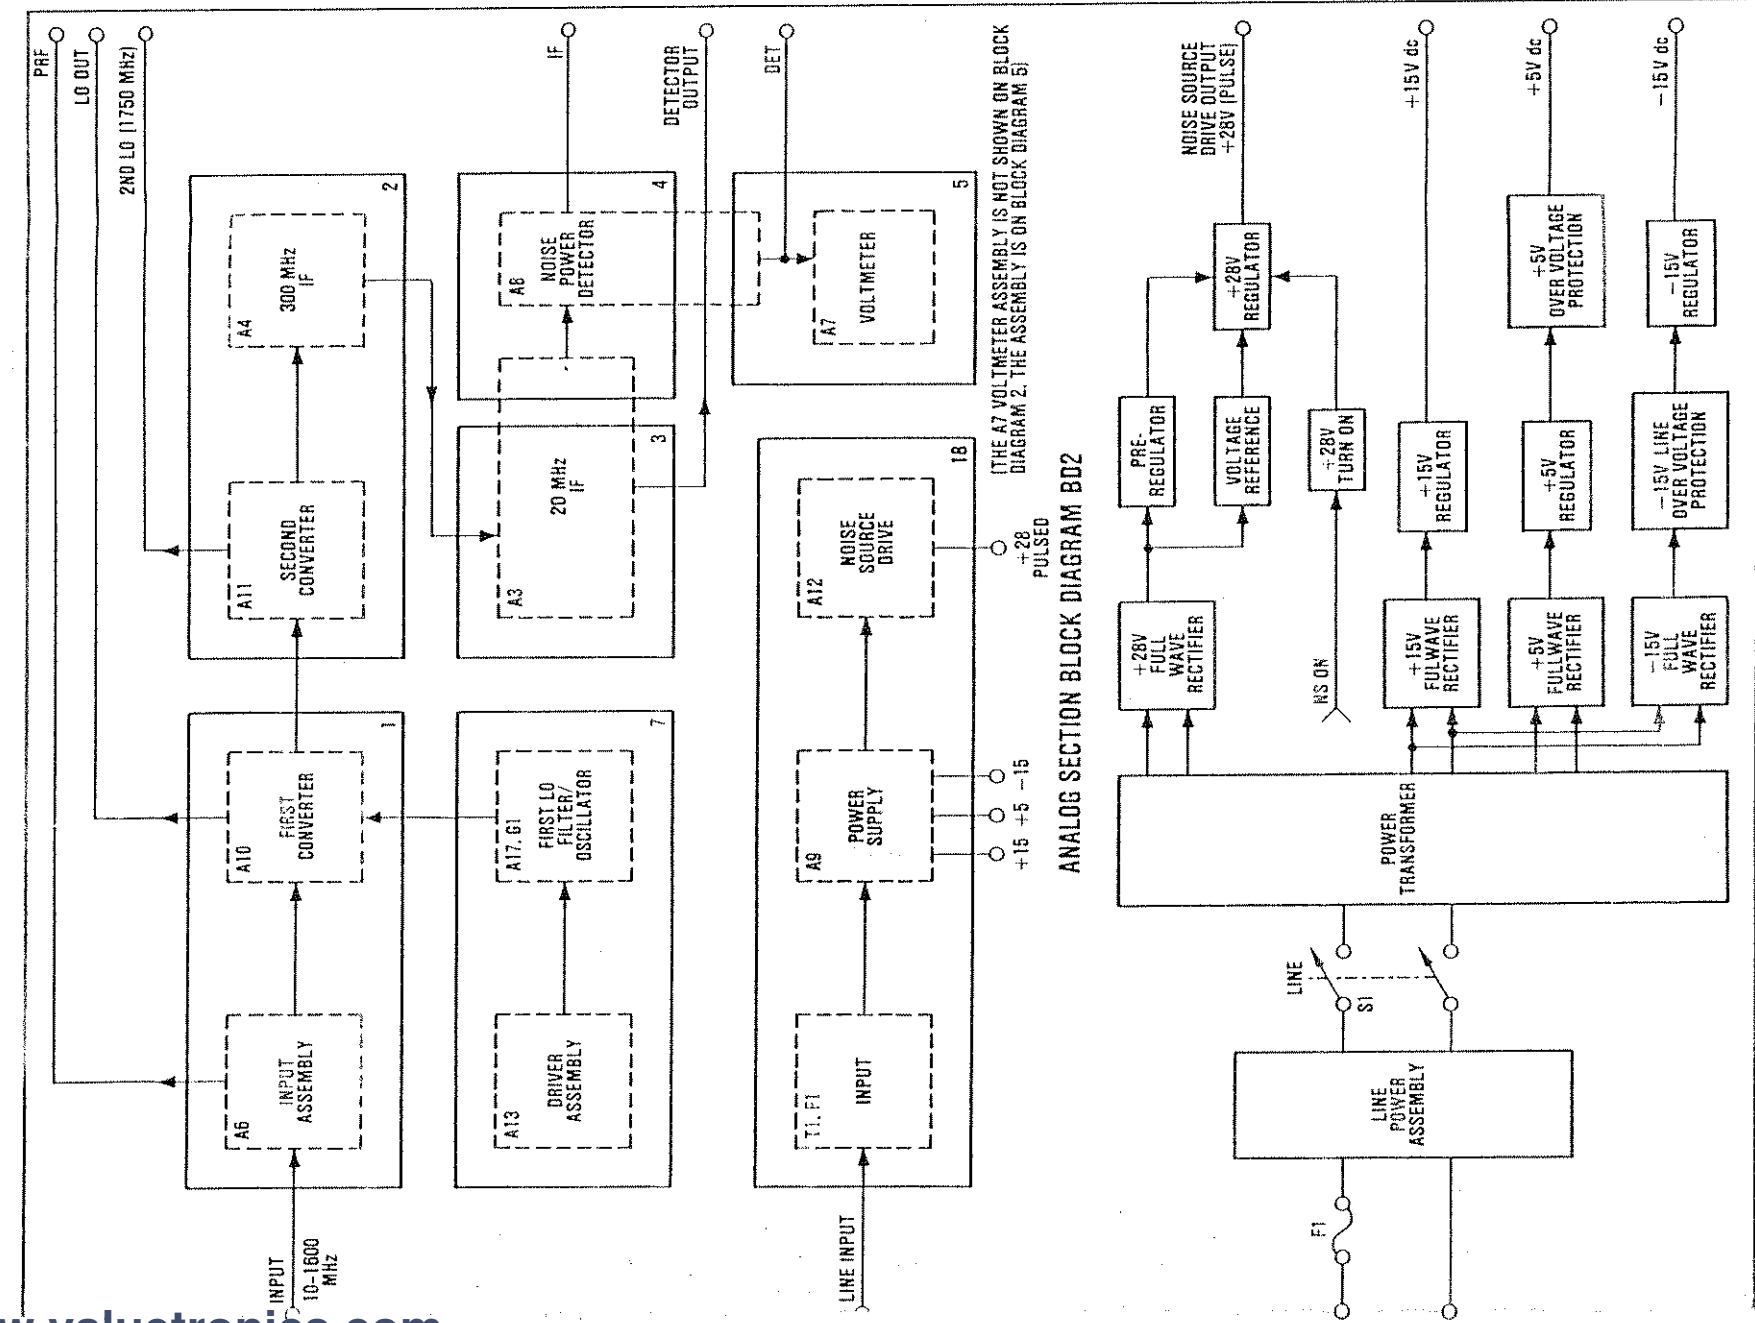 PRF
LO OUT
2ND LO (1750 MHz)
IF
DETECTOR
OUTPUT
DET
INPUT
10-1600
MHz
A6
INPUT
ASSEMBLY
A10
FIRST
CONVERTER
1
A11
SECOND
CONVERTER
A4
300 MHz
IF
2
A13
DRIVER
ASSEMBLY
A17, G1
FIRST LO
FILTER/
OSCILLATOR
7
A3
20 MHz
IF
3
A8
NOISE
POWER
DETECTOR
4
A7
VOLTMETER
5
LINE INPUT
T1, F1
INPUT
A9
POWER
SUPPLY
+15 +5 -15
A12
NOISE
SOURCE
DRIVE
18
+28
PULSED
(THE A7 VOLTMETER ASSEMBLY IS NOT SHOWN ON BLOCK
DIAGRAM 2. THE ASSEMBLY IS ON BLOCK DIAGRAM 5)
ANALOG SECTION BLOCK DIAGRAM BD2
F1
LINE
POWER
ASSEMBLY
LINE
S1
POWER
TRANSFORMER
+28V
FULL
WAVE
RECTIFIER
PRE-
REGULATOR
VOLTAGE
REFERENCE
+28V
REGULATOR
NOISE SOURCE
DRIVE OUTPUT
+28V (PULSE)
NS ON
+28V
TURN ON
+15V
FULWAVE
RECTIFIER
+15V
REGULATOR
+15V dc
+5V
FULLWAVE
RECTIFIER
+5V
REGULATOR
+5V
OVER VOLTAGE
PROTECTION
+5V dc
-15V
FULL
WAVE
RECTIFIER
-15V LINE
OVER VOLTAGE
PROTECTION
-15V
REGULATOR
-15V dc